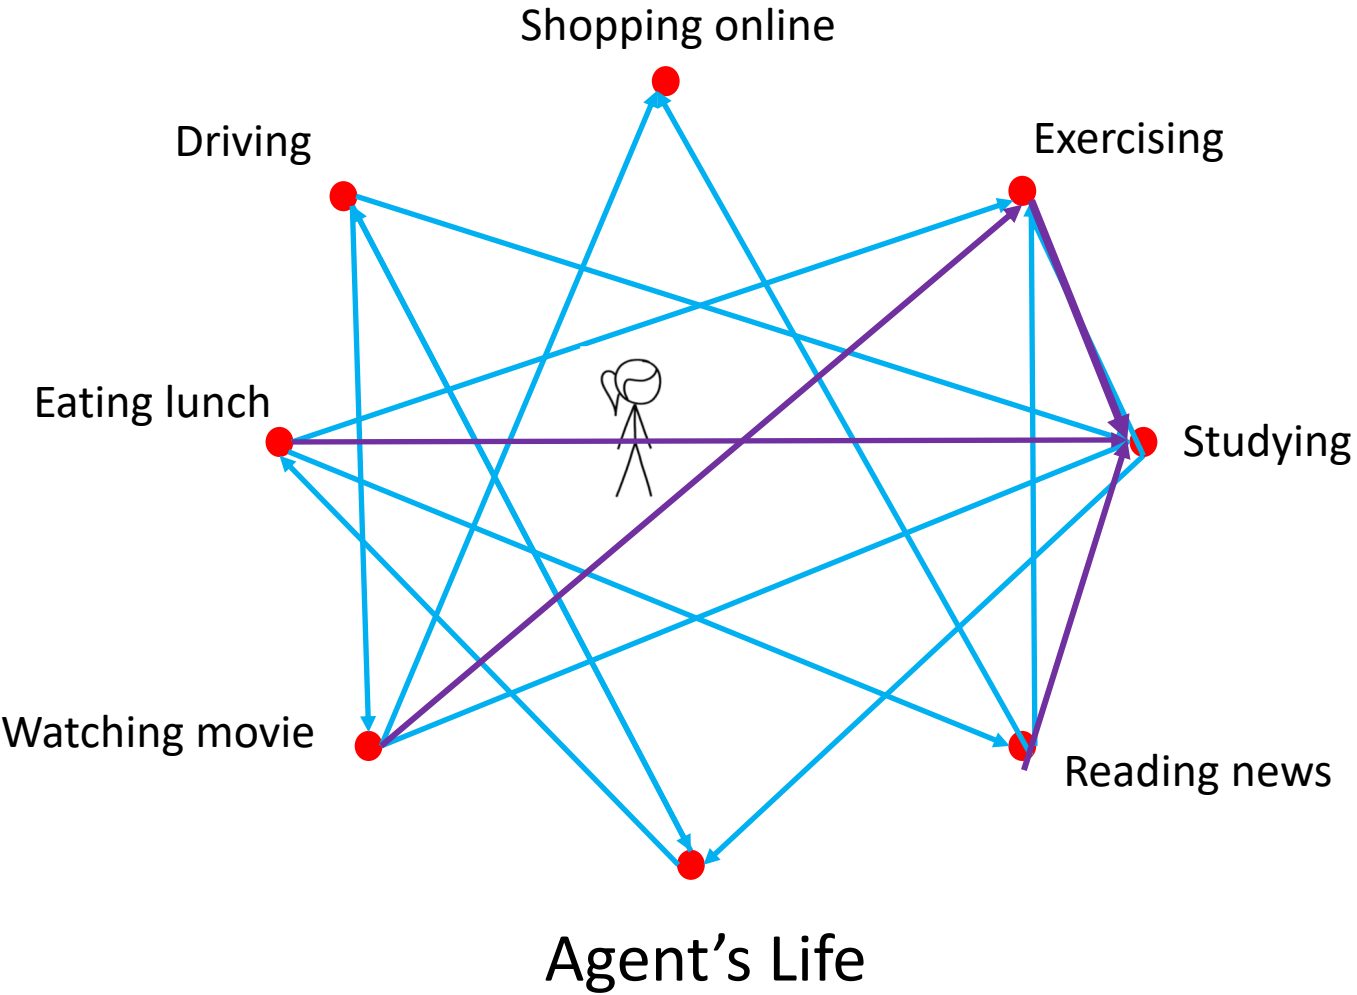 Shopping online
Driving
Exercising
Eating lunch
Studying
Watching movie
Reading news
Agent’s Life